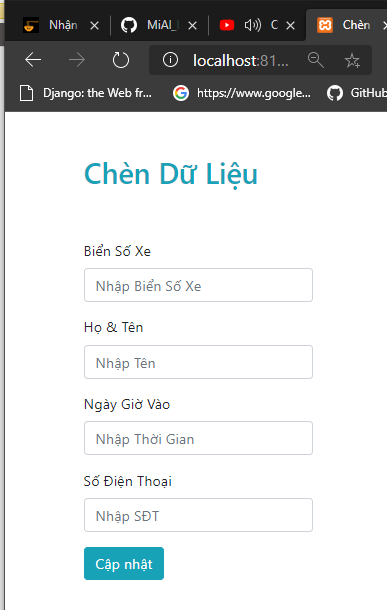 Nhận
MiAI_
C
Chèn
localhost:81...
Django: the Web fr...
https://www.google...
GitHub
Chèn Dữ Liệu
Biển Số Xe
Nhập Biển Số Xe
Họ & Tên
Nhập Tên
Ngày Giờ Vào
Nhập Thời Gian
Số Điện Thoại
Nhập SĐT
Cập nhật